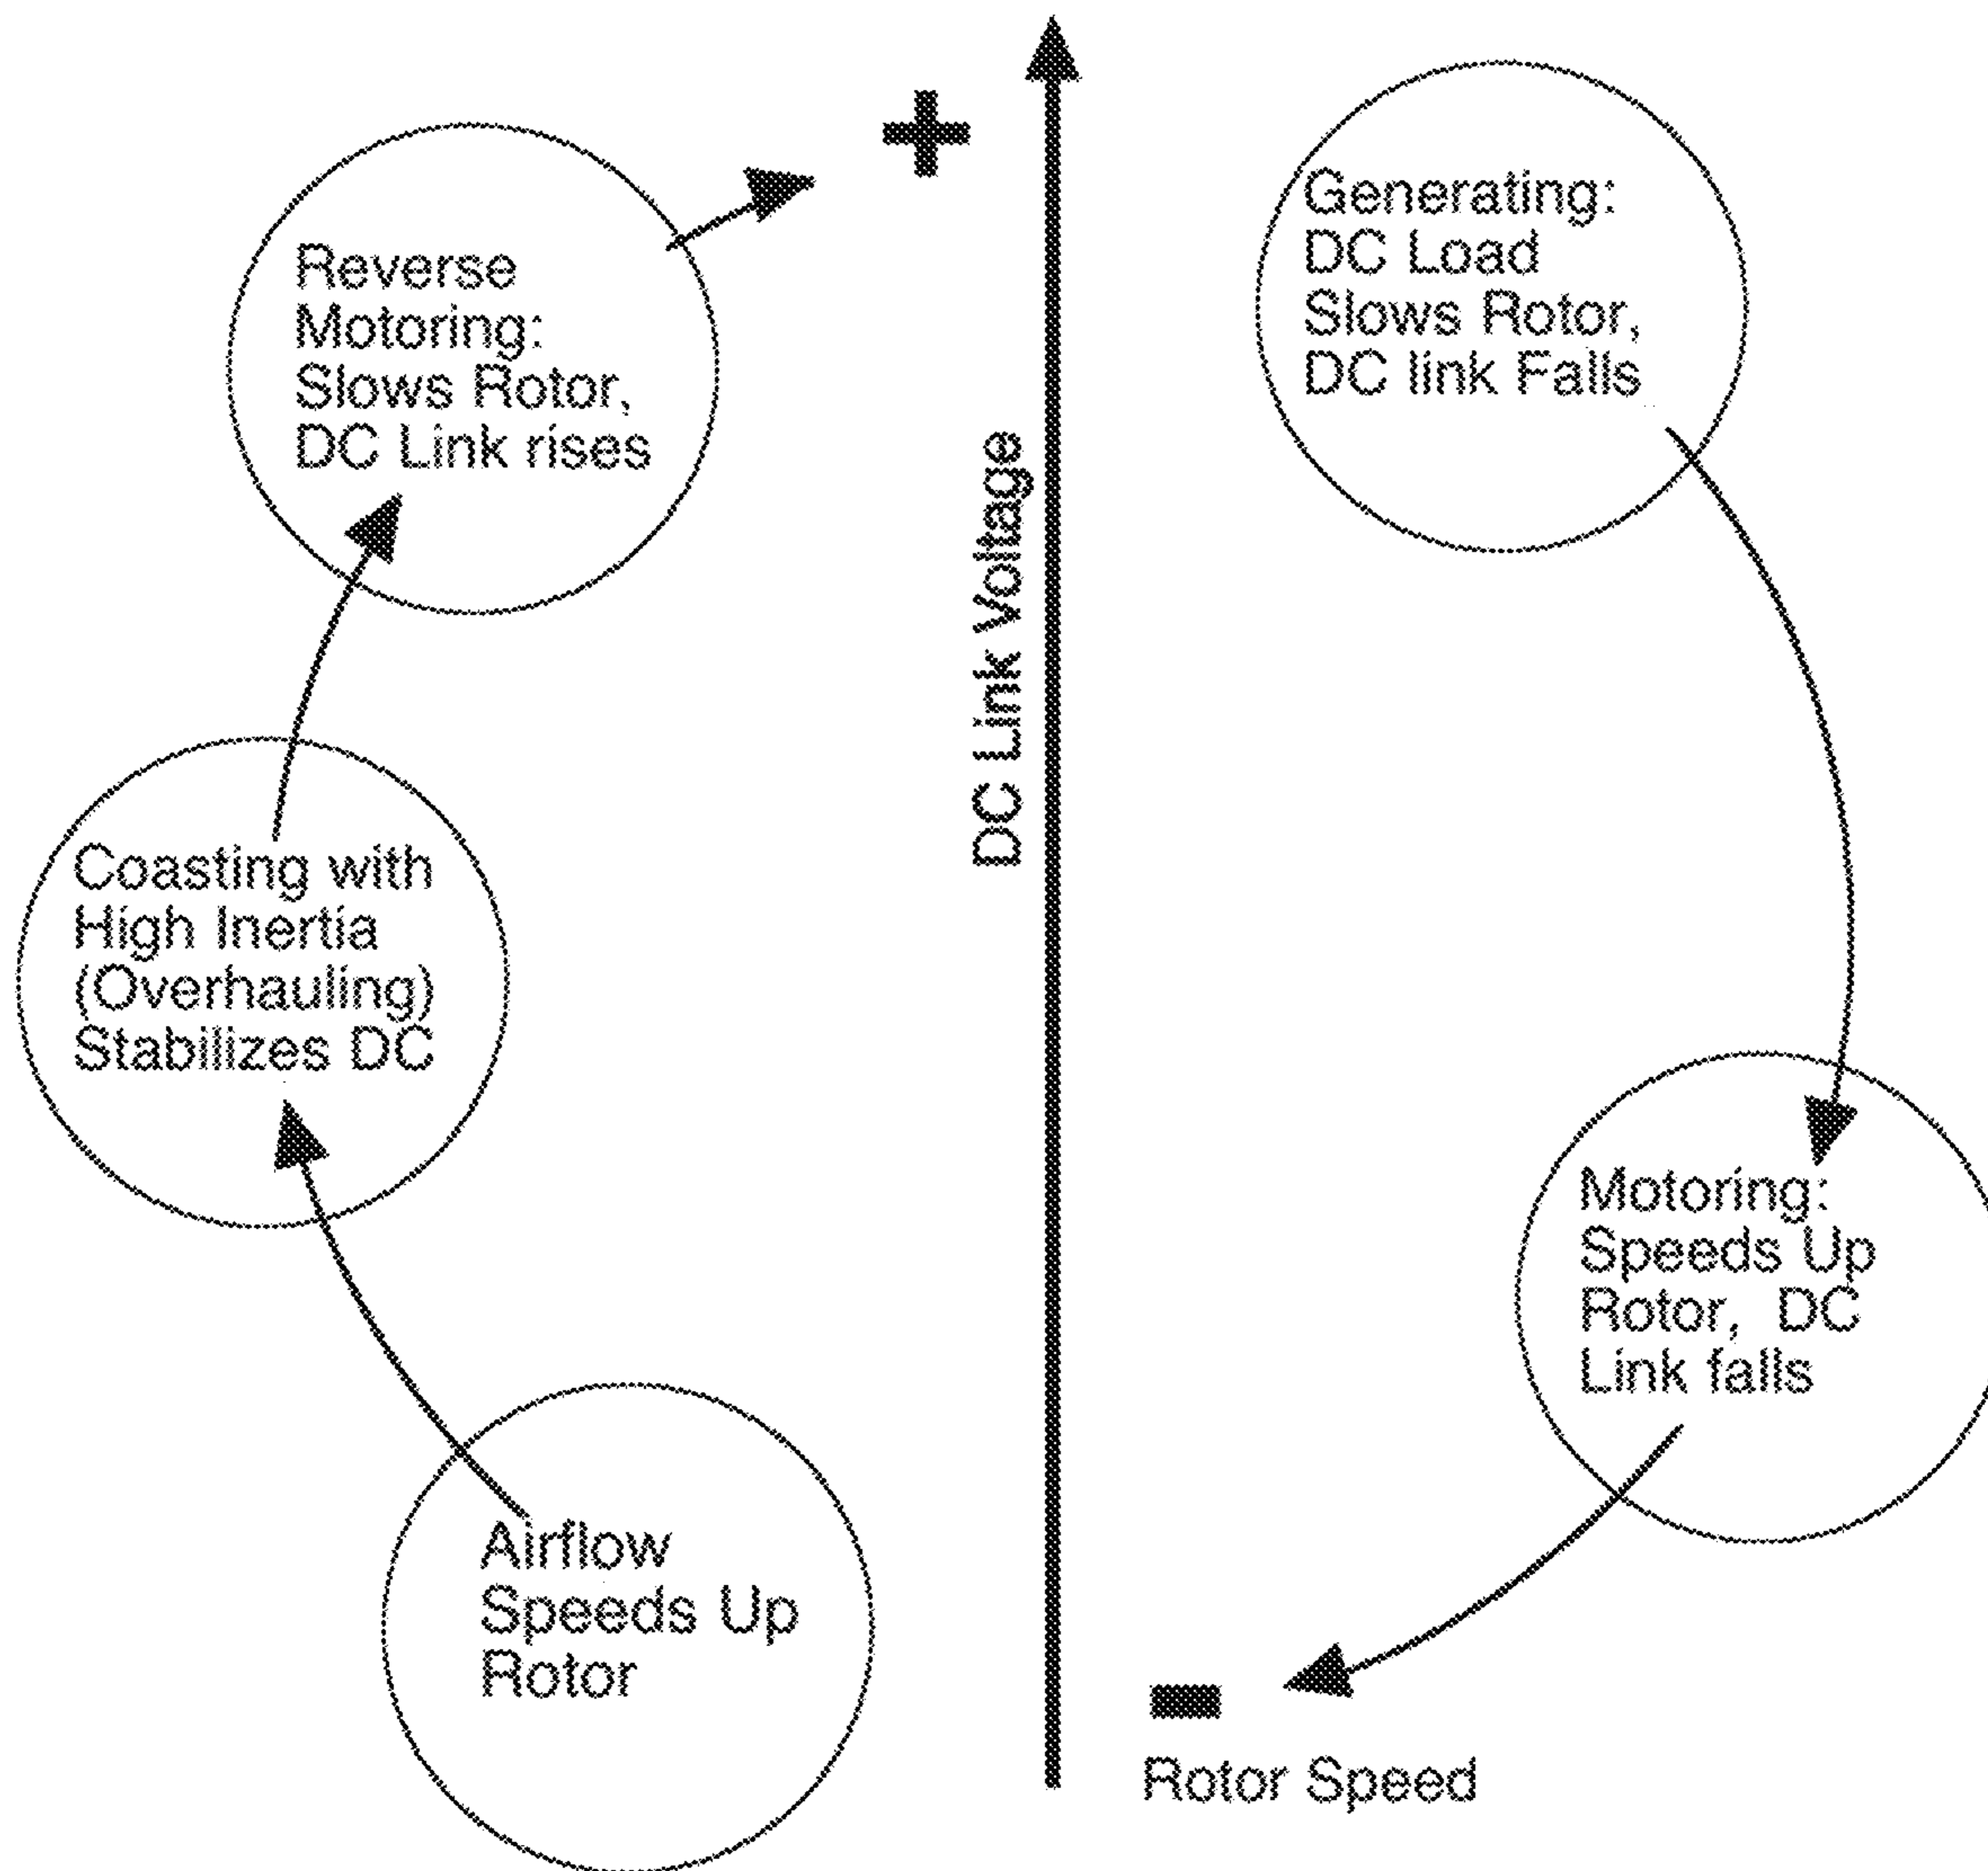 +
Generating:
DC Load
Slows Rotor,
DC link Falls
Reverse
Motoring:
Slows Rotor,
DC Link rises
DC Link Voltage
Coasting with
High Inertia
(Overhauling)
Stabilizes DC
Motoring:
Speeds Up
Rotor, DC
Link falls
Airflow
Speeds Up
Rotor
-
Rotor Speed